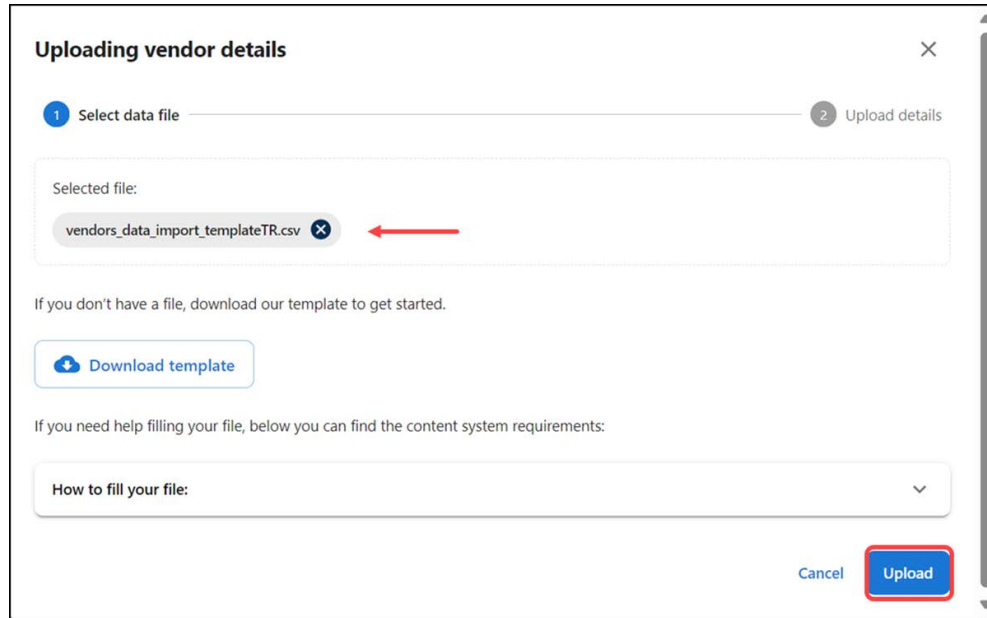 Uploading vendor details
1 Select data file
2 Upload details
Selected file:
vendors_data_import_templateTR.csv
If you don't have a file, download our template to get started.
Download template
If you need help filling your file, below you can find the content system requirements:
How to fill your file:
Cancel
Upload